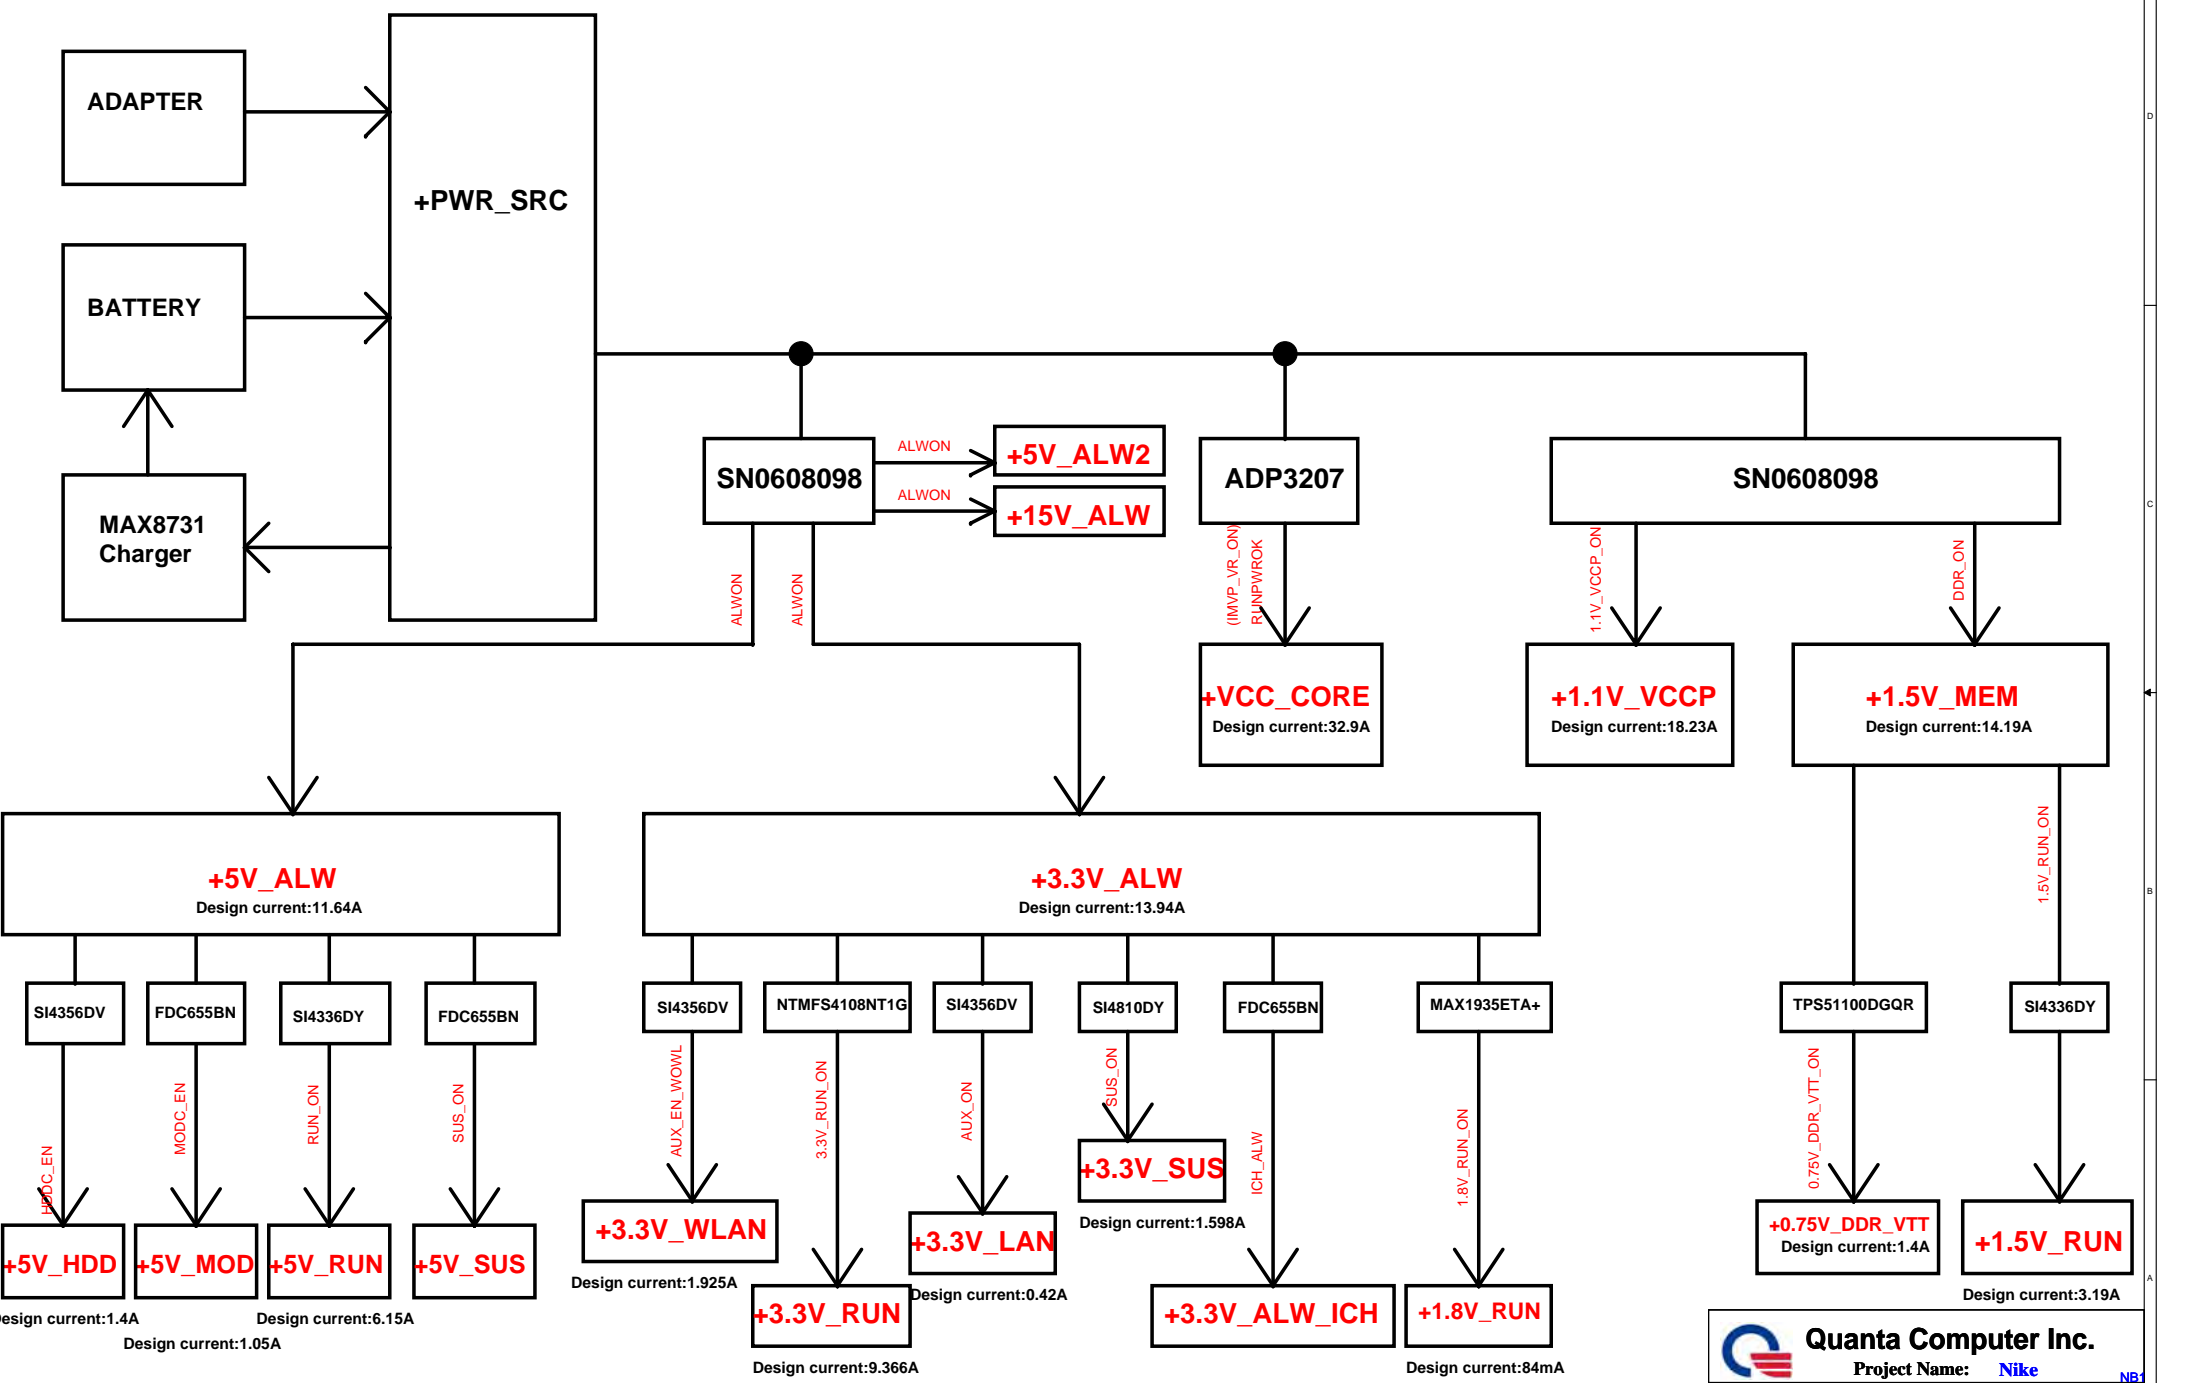 ADAPTER
+PWR_SRC
BATTERY
MAX8731
Charger
SN0608098
ALWON
+5V_ALW2
ALWON
+15V_ALW
ADP3207
SN0608098
ALWON
ALWON
(IMVP_VR_ON)
RUNPWROK
1.1V_VCCP_ON
DDR_ON
+VCC_CORE
Design current:32.9A
+1.1V_VCCP
Design current:18.23A
+1.5V_MEM
Design current:14.19A
+5V_ALW
Design current:11.64A
+3.3V_ALW
Design current:13.94A
1.5V_RUN_ON
SI4356DV
FDC655BN
SI4336DY
FDC655BN
SI4356DV
NTMFS4108NT1G
SI4356DV
SI4810DY
FDC655BN
MAX1935ETA+
TPS51100DGQR
SI4336DY
HDDC_EN
MODC_EN
RUN_ON
SUS_ON
AUX_EN_WOWL
3.3V_RUN_ON
AUX_ON
SUS_ON
ICH_ALW
1.8V_RUN_ON
0.75V_DDR_VTT_ON
+5V_HDD
+5V_MOD
+5V_RUN
+5V_SUS
+3.3V_WLAN
+3.3V_RUN
+3.3V_LAN
+3.3V_SUS
+3.3V_ALW_ICH
+1.8V_RUN
+0.75V_DDR_VTT
Design current:1.4A
+1.5V_RUN
esign current:1.4A
Design current:1.05A
Design current:6.15A
Design current:1.925A
Design current:9.366A
Design current:0.42A
Design current:1.598A
Design current:84mA
Design current:3.19A
D
C
B
A
Quanta Computer Inc.
Project Name: Nike
NB1